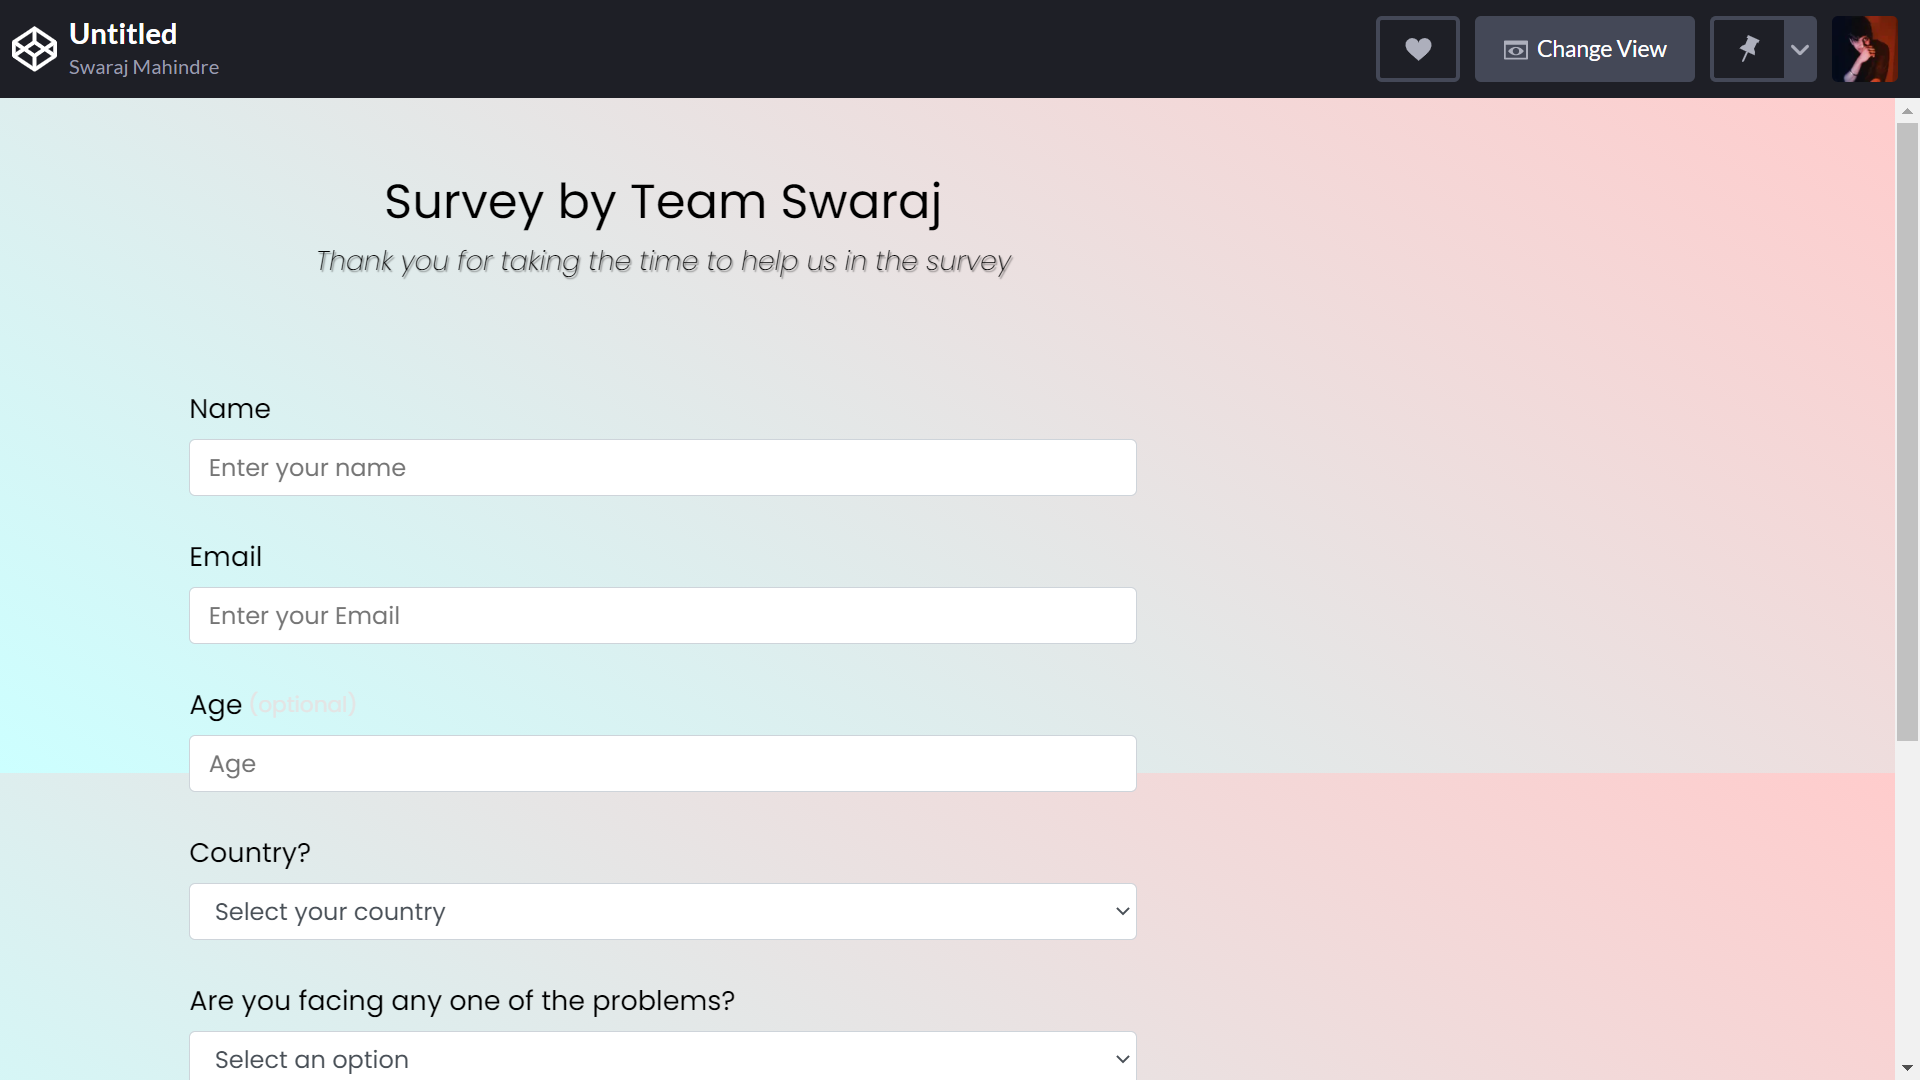 Untitled
Swaraj Mahindre
Change View
Survey by Team Swaraj
Thank you for taking the time to help us in the survey
Name
Enter your name
Email
Enter your Email
Age (optional)
Age
Country?
Select your country
Are you facing any one of the problems?
Select an option